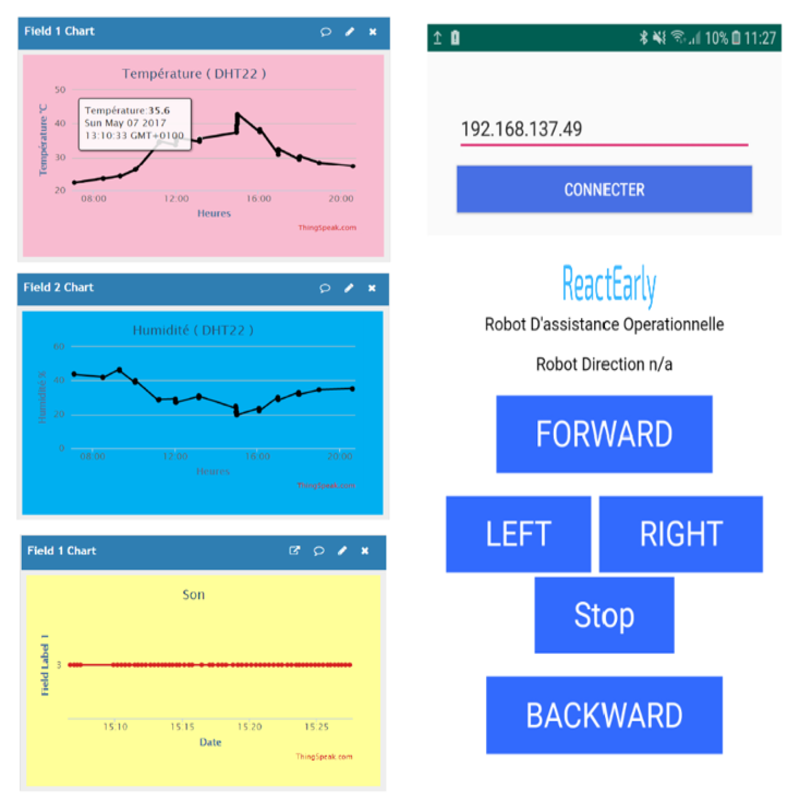 Field 1 Chart
Température ( DHT22 )
Température °C
50
40
30
20
Température:35.6
Sun May 07 2017
13:10:33 GMT+0100
08:00 12:00 16:00 20:00
Heures
ThingSpeak.com
Field 2 Chart
Humidité ( DHT22 )
Humidité %
60
40
20
0
08:00 12:00 16:00 20:00
Heures
ThingSpeak.com
Field 1 Chart
Son
Field Label 1
3
15:10 15:15 15:20 15:25
Date
ThingSpeak.com
10% 11:27
192.168.137.49
CONNECTER
ReactEarly
Robot D'assistance Operationnelle
Robot Direction n/a
FORWARD
LEFT RIGHT
Stop
BACKWARD